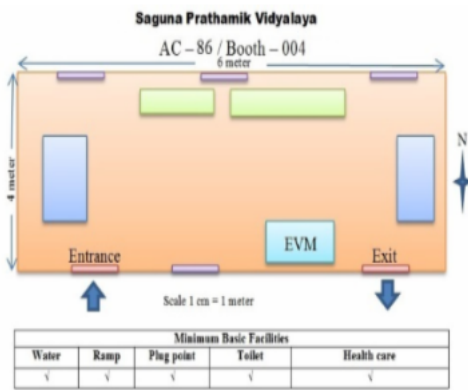 Saguna Prathamik Vidyalaya
AC – 86 / Booth – 004
6 meter
4 meter
N
EVM
Entrance
Exit
Scale 1 cm = 1 meter
Minimum Basic Facilities
Water Ramp Plug point Toilet Health care
√ √ √ √ √